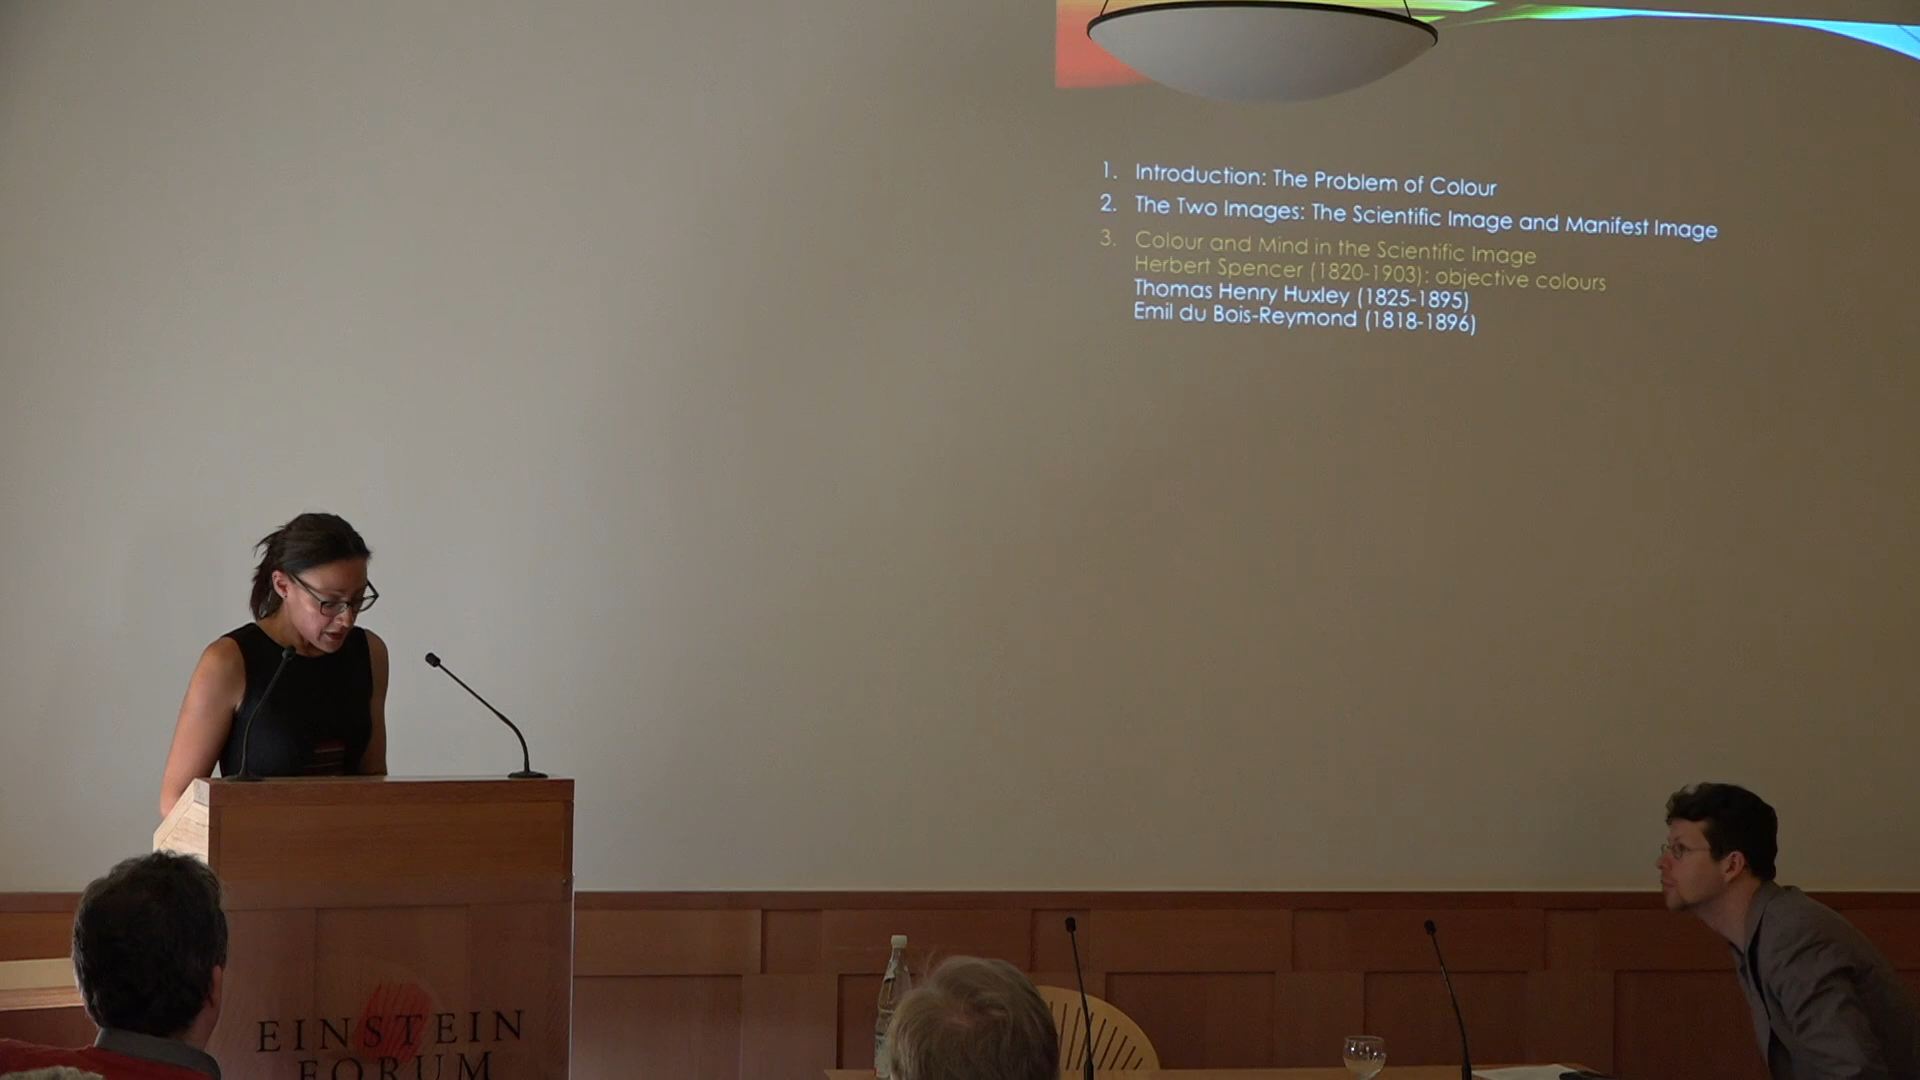 1. Introduction: The Problem of Colour
2. The Two Images: The Scientific Image and Manifest Image
3. Colour and Mind in the Scientific Image
Herbert Spencer (1820-1903): objective colours
Thomas Henry Huxley (1825-1895)
Emil du Bois-Reymond (1818-1896)
EINSTEIN
FORUM